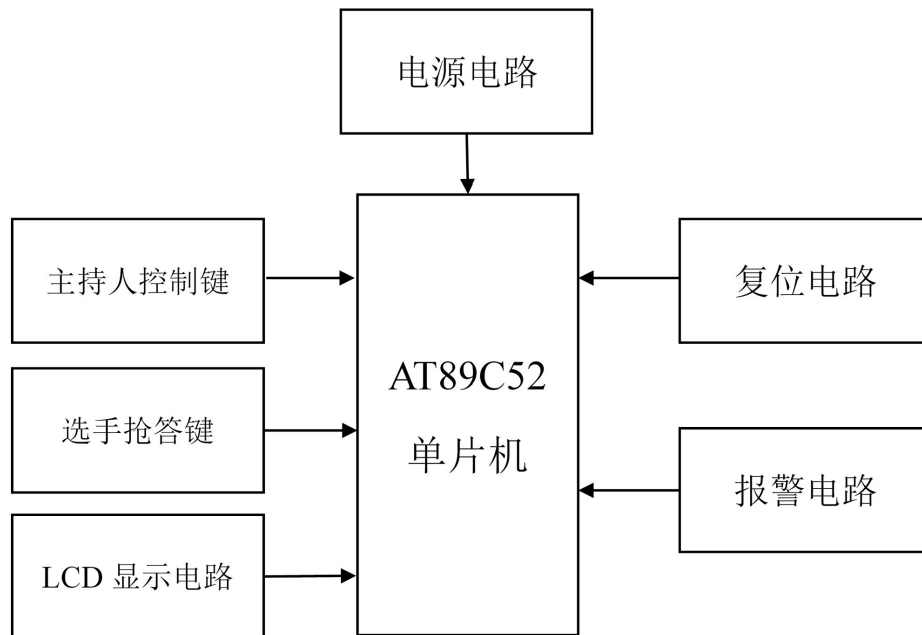 电源电路
主持人控制键
复位电路
AT89C52
单片机
选手抢答键
报警电路
LCD 显示电路